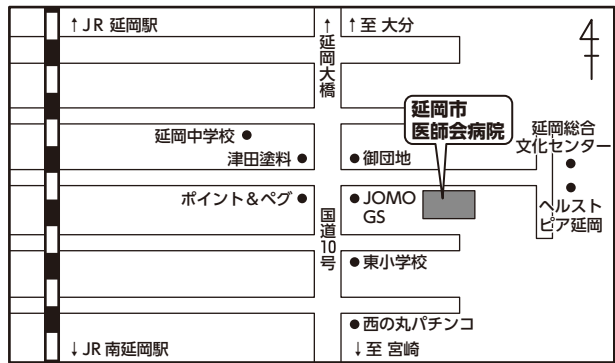 ↑JR 延岡駅
↑延岡大橋
↑至 大分
4
延岡市
医師会病院
延岡中学校
津田塗料
御団地
延岡総合
文化センター
ポイント＆ペグ
JOMO
GS
ヘルスト
ピア延岡
国道10号
東小学校
西の丸パチンコ
↓JR 南延岡駅
↓至 宮崎